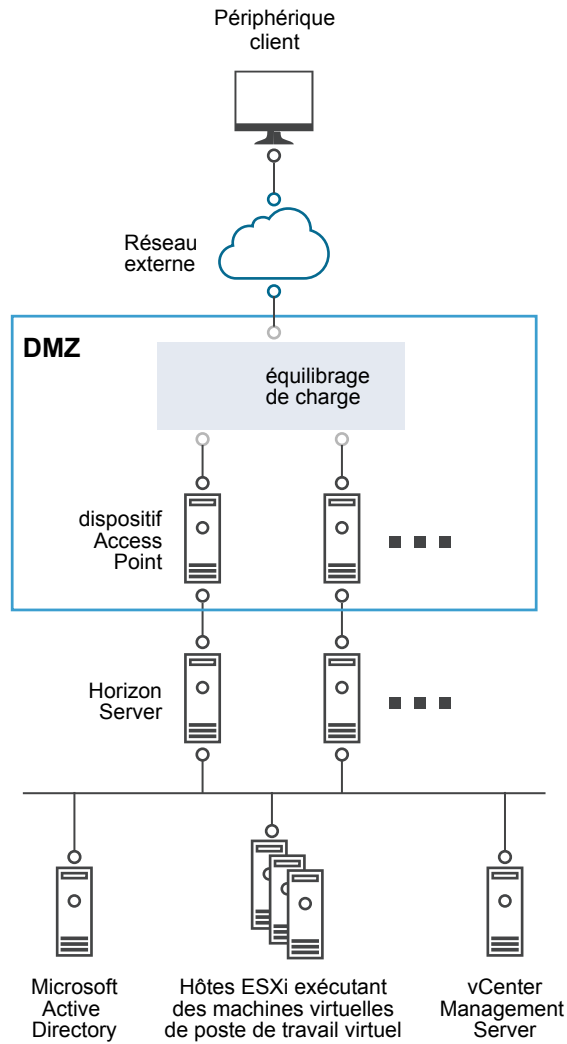 Périphérique
client
Réseau
externe
DMZ
équilibrage
de charge
dispositif
Access
Point
Horizon
Server
Microsoft
Active
Directory
Hôtes ESXi exécutant
des machines virtuelles
de poste de travail virtuel
vCenter
Management
Server